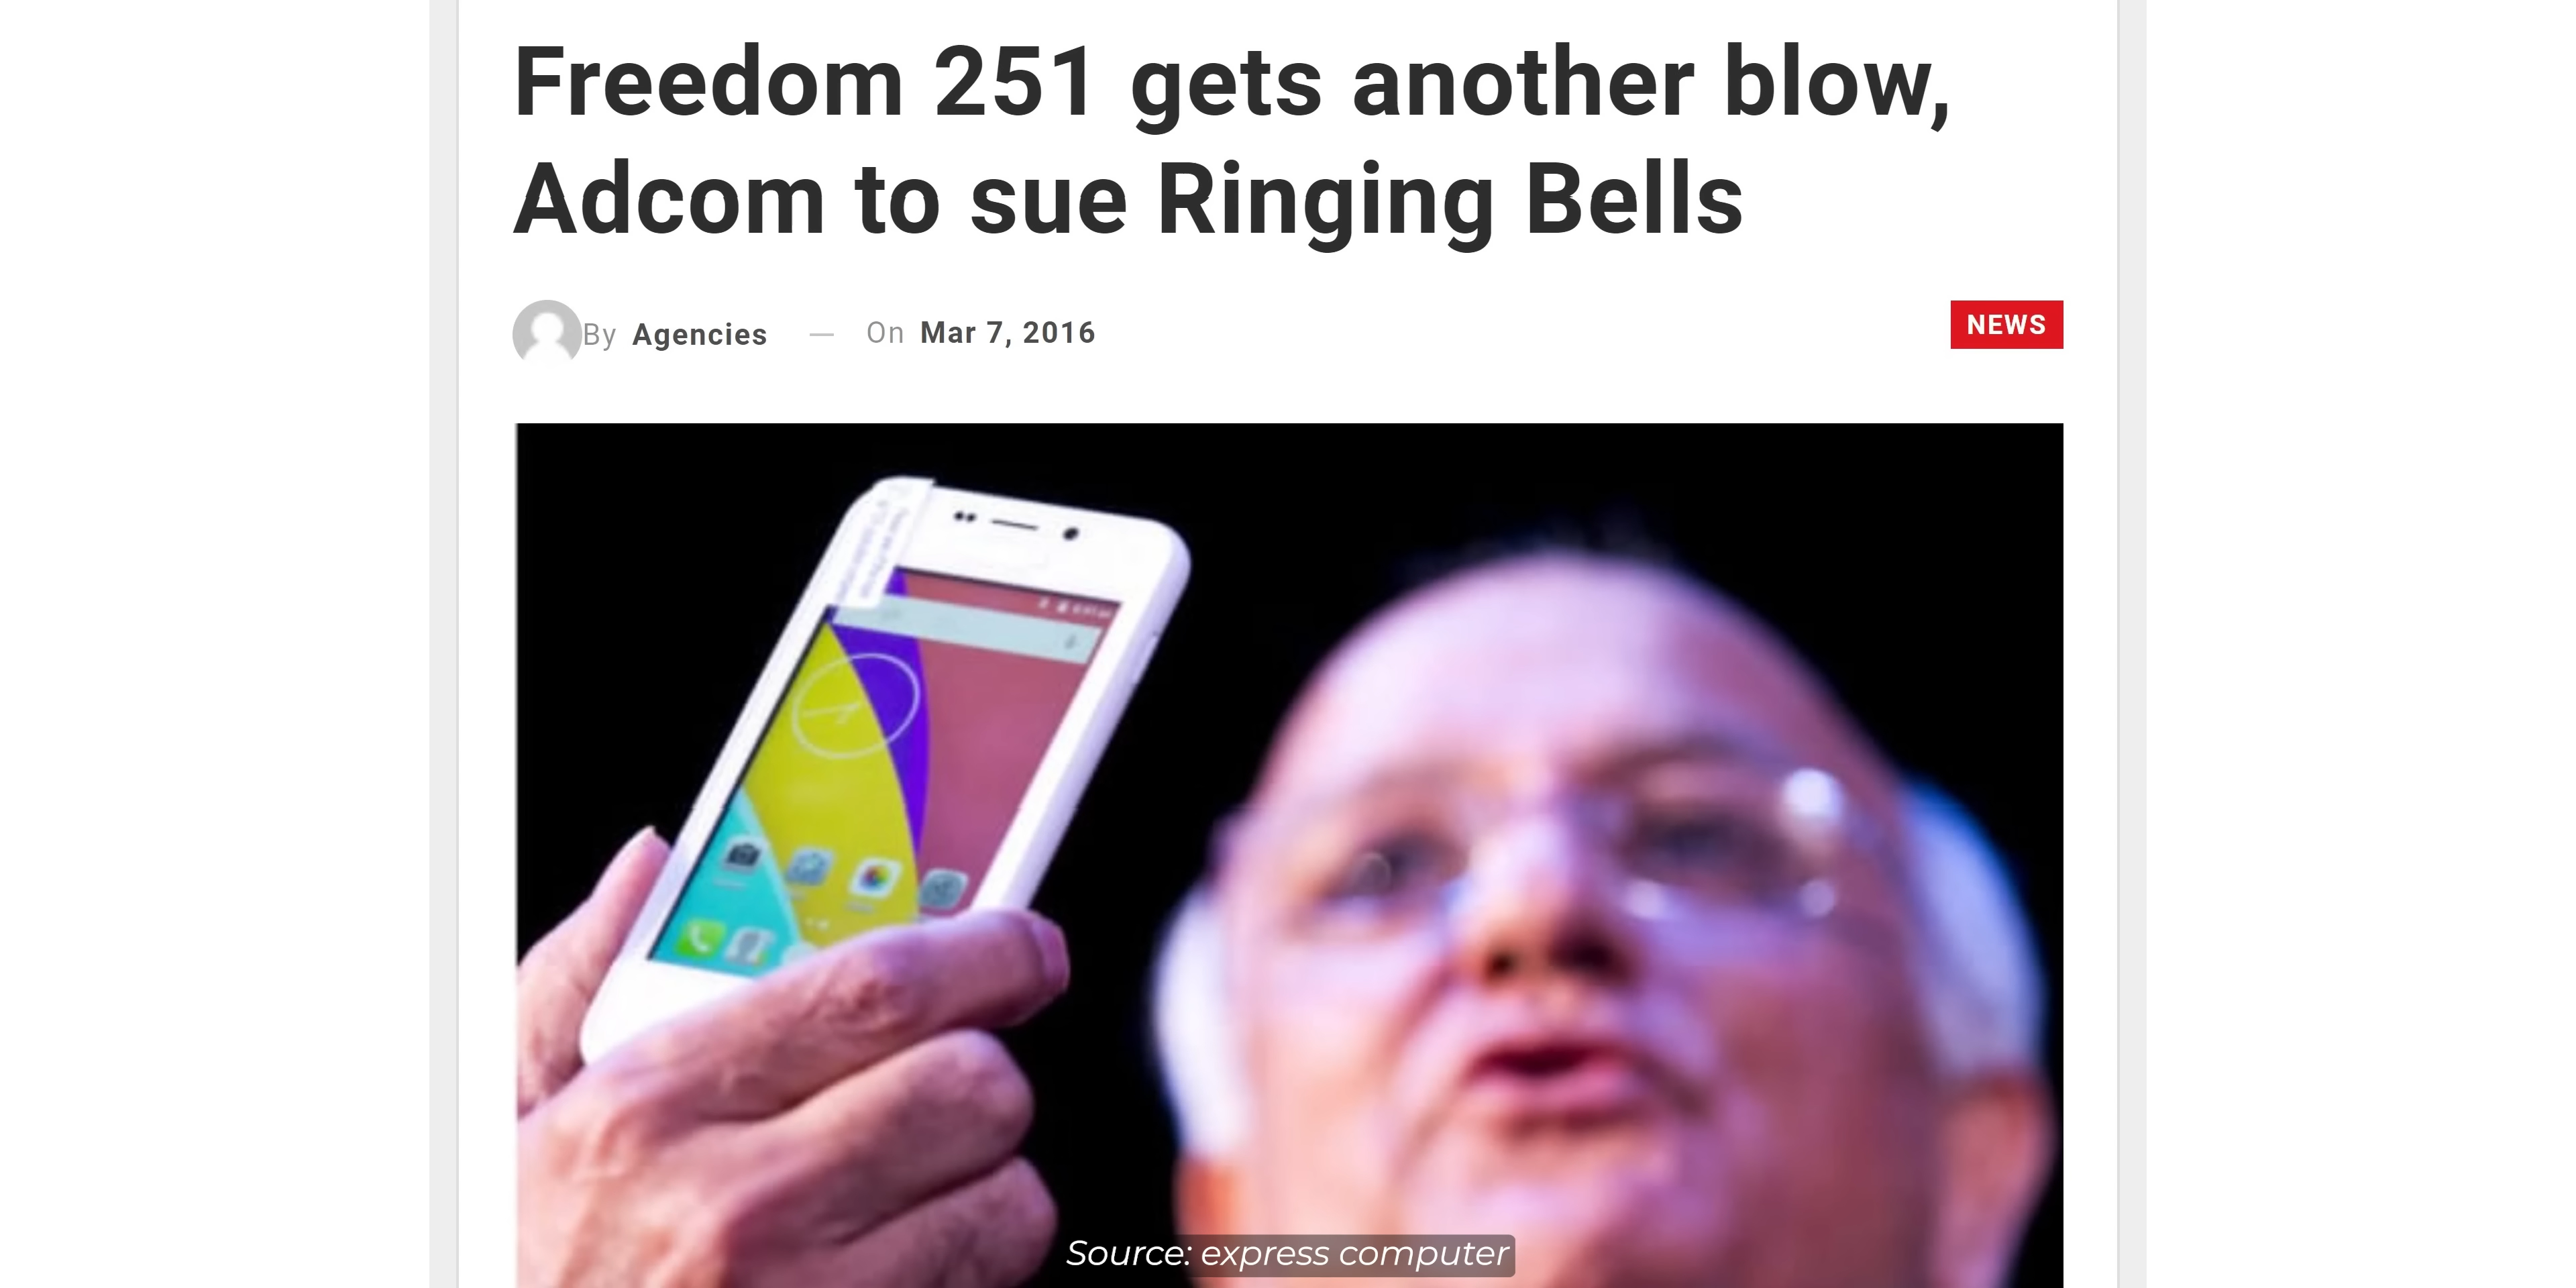 Freedom 251 gets another blow,
Adcom to sue Ringing Bells
By Agencies — On Mar 7, 2016
NEWS
Source: express computer